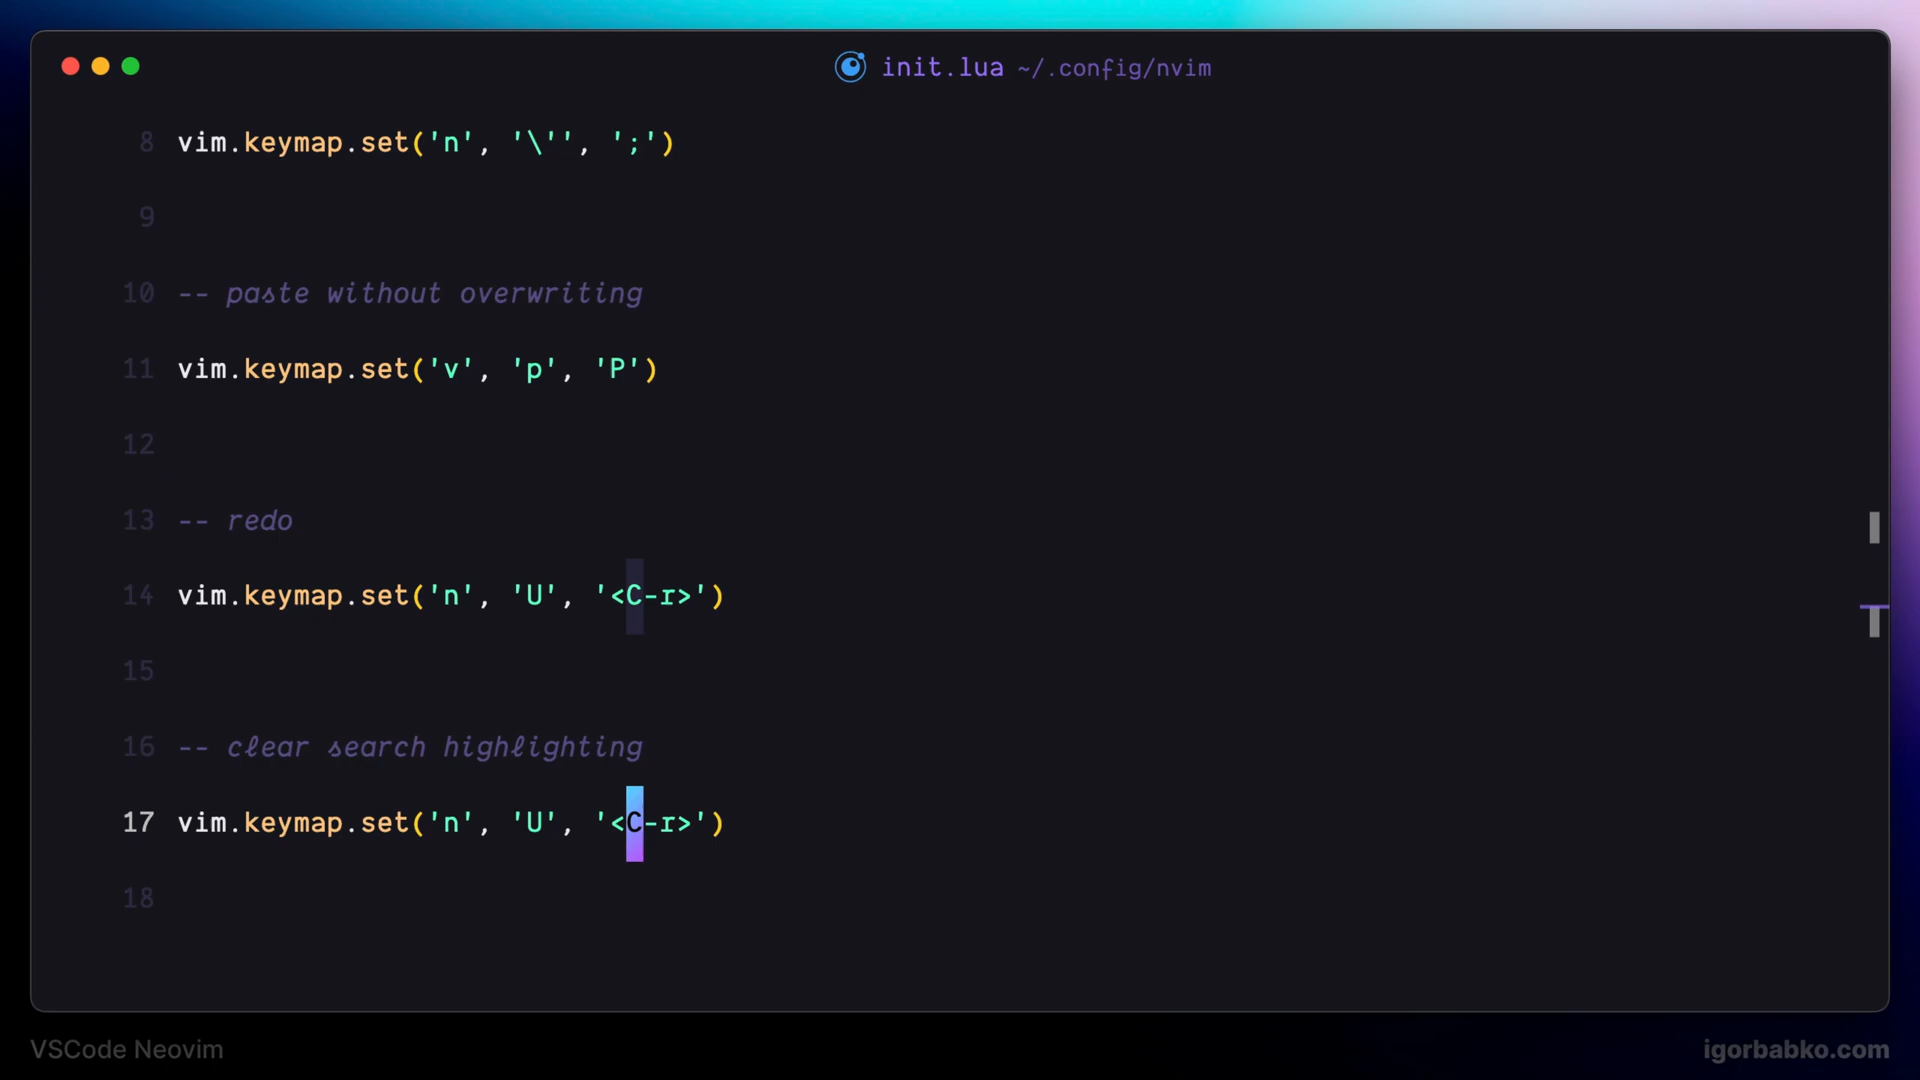 init.lua ~/.config/nvim
8 vim.keymap.set('n', '\'', ';')
9
10 -- paste without overwriting
11 vim.keymap.set('v', 'p', 'P')
12
13 -- redo
14 vim.keymap.set('n', 'U', '<C-r>')
15
16 -- clear search highlighting
17 vim.keymap.set('n', 'U', '<C-r>')
18
VSCode Neovim
igorbabko.com